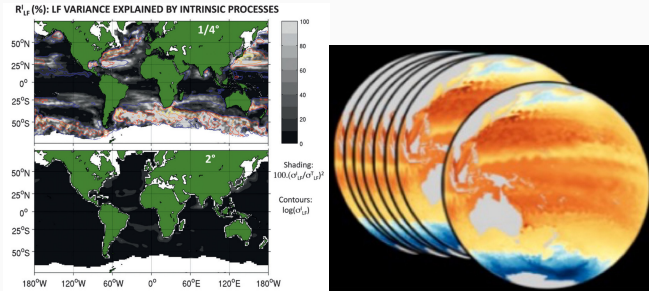 R^I_LF (%): LF VARIANCE EXPLAINED BY INTRINSIC PROCESSES
1/4°
50°N
25°N
0°
25°S
50°S
100
80
60
40
20
0
2°
50°N
25°N
0°
25°S
50°S
180°W 120°W 60°W 0° 60°E 120°E 180°W
Shading:
100.(σ^I_LF/σ^T_LF)²
Contours:
log(σ^I_LF)